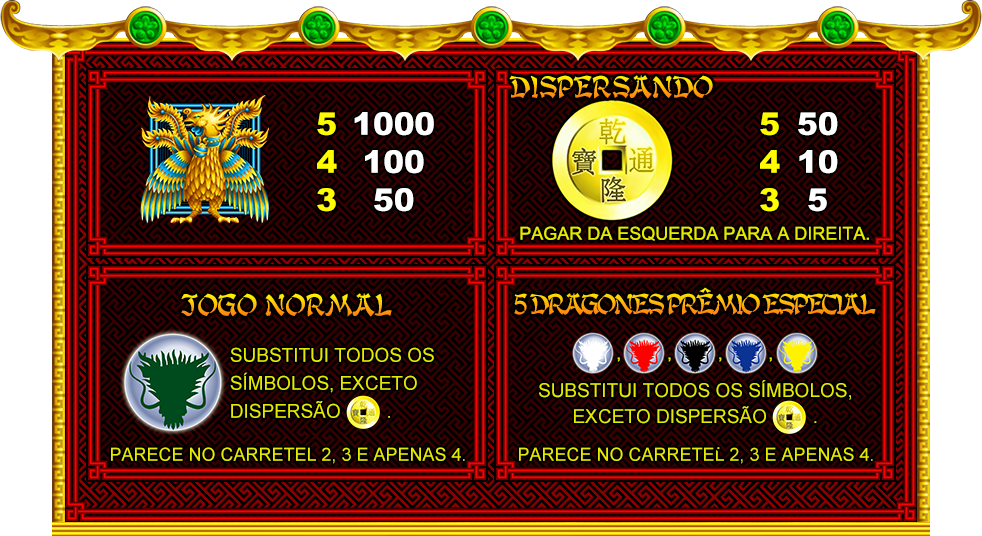 5 1000
4 100
3 50
DISPERSANDO
乾
寶 通
隆
5 50
4 10
3 5
PAGAR DA ESQUERDA PARA A DIREITA.
JOGO NORMAL
SUBSTITUI TODOS OS
SÍMBOLOS, EXCETO
DISPERSÃO .
PARECE NO CARRETEL 2, 3 E APENAS 4.
5 DRAGONES PRÊMIO ESPECIAL
, , , ,
SUBSTITUI TODOS OS SÍMBOLOS,
EXCETO DISPERSÃO .
PARECE NO CARRETEL 2, 3 E APENAS 4.